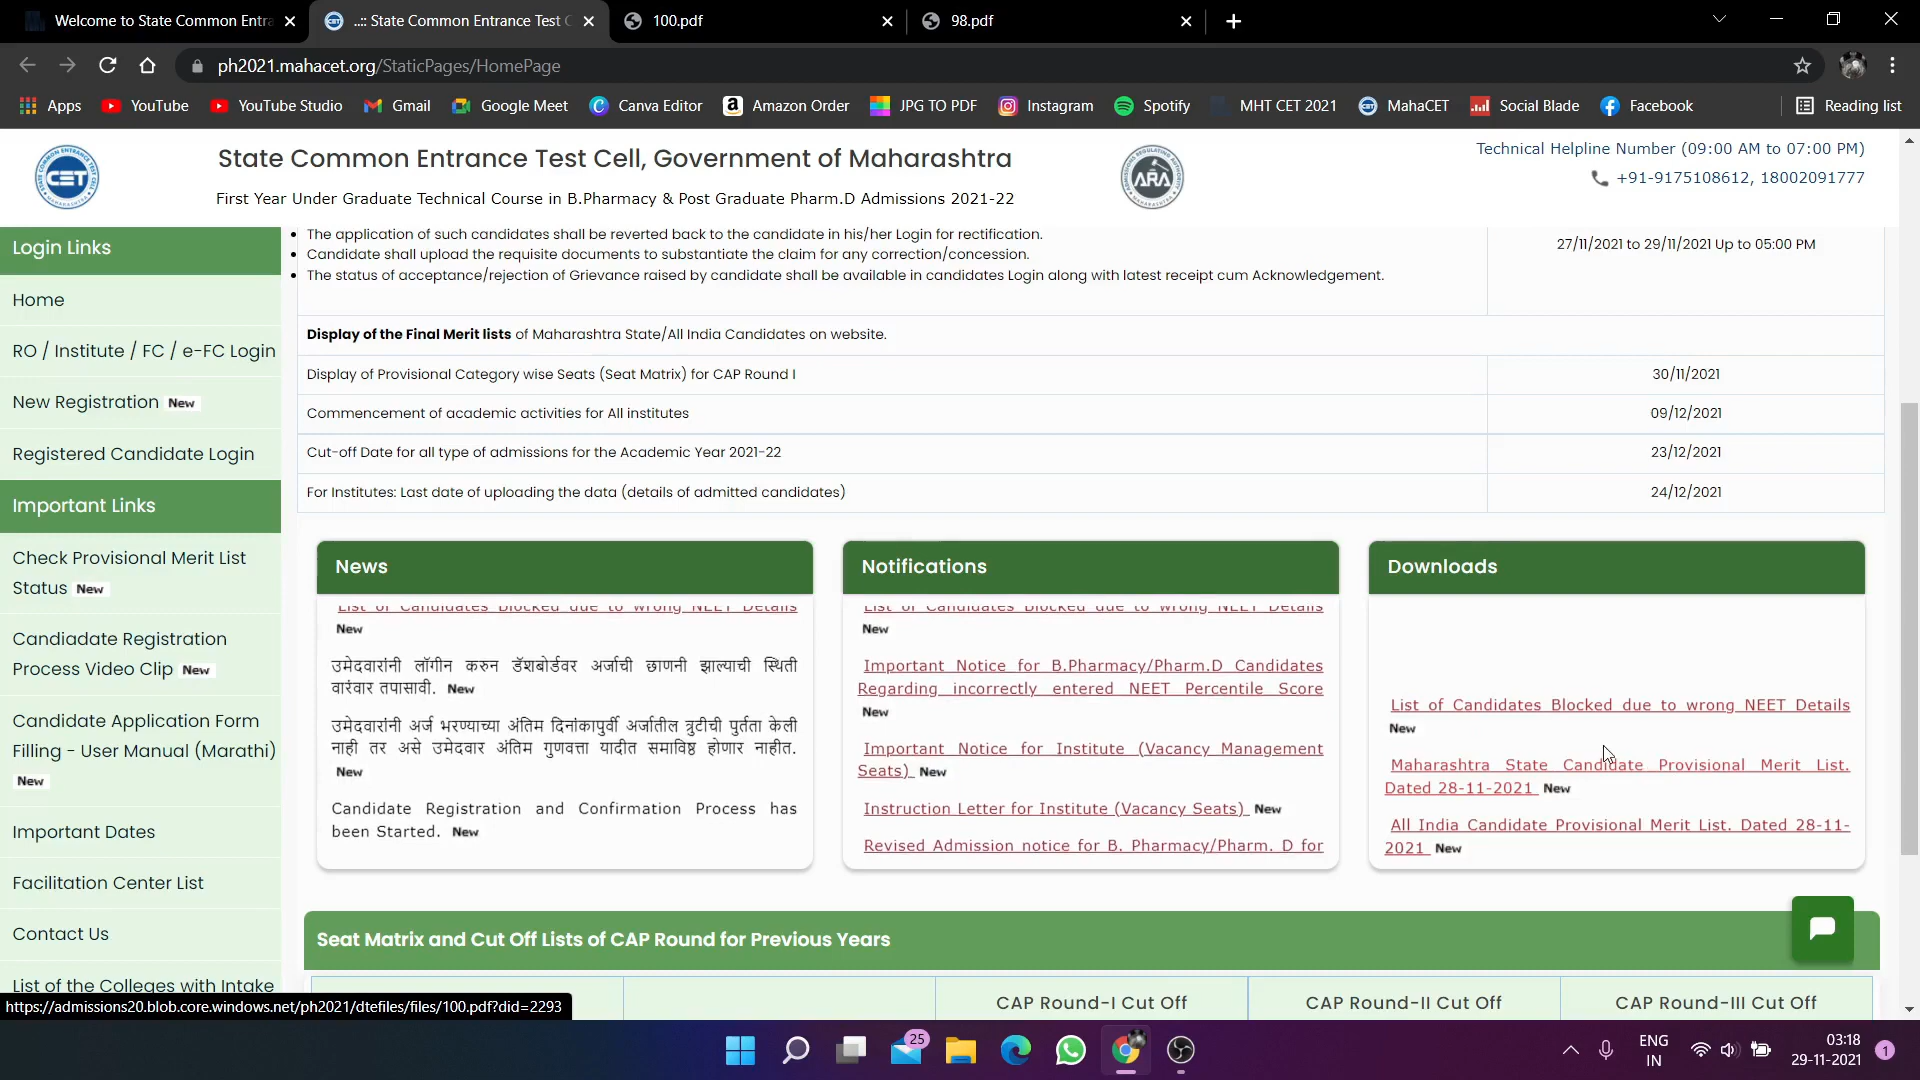 Welcome to State Common Entra
..:: State Common Entrance Test C
100.pdf
98.pdf
ph2021.mahacet.org/StaticPages/HomePage
Apps
YouTube
YouTube Studio
Gmail
Google Meet
Canva Editor
Amazon Order
JPG TO PDF
Instagram
Spotify
MHT CET 2021
MahaCET
Social Blade
Facebook
Reading list
State Common Entrance Test Cell, Government of Maharashtra
First Year Under Graduate Technical Course in B.Pharmacy & Post Graduate Pharm.D Admissions 2021-22
CET
ARA
Technical Helpline Number (09:00 AM to 07:00 PM)
+91-9175108612, 18002091777
Login Links
Home
RO / Institute / FC / e-FC Login
New Registration New
Registered Candidate Login
Important Links
Check Provisional Merit List
Status New
Candiadate Registration
Process Video Clip New
Candidate Application Form
Filling - User Manual (Marathi)
New
Important Dates
Facilitation Center List
Contact Us
List of the Colleges with Intake
The application of such candidates shall be reverted back to the candidate in his/her Login for rectification.
Candidate shall upload the requisite documents to substantiate the claim for any correction/concession.
The status of acceptance/rejection of Grievance raised by candidate shall be available in candidates Login along with latest receipt cum Acknowledgement.
27/11/2021 to 29/11/2021 Up to 05:00 PM
Display of the Final Merit lists of Maharashtra State/All India Candidates on website.
Display of Provisional Category wise Seats (Seat Matrix) for CAP Round I
30/11/2021
Commencement of academic activities for All institutes
09/12/2021
Cut-off Date for all type of admissions for the Academic Year 2021-22
23/12/2021
For Institutes: Last date of uploading the data (details of admitted candidates)
24/12/2021
News
List of Candidates Blocked due to wrong NEET Details
New
उमेदवारांनी लॉगीन करुन डॅशबोर्डवर अर्जाची छाणनी झाल्याची स्थिती
वारंवार तपासावी. New
उमेदवारांनी अर्ज भरण्याच्या अंतिम दिनांकापुर्वी अर्जातील त्रुटीची पुर्तता केली
नाही तर असे उमेदवार अंतिम गुणवत्ता यादीत समाविष्ट होणार नाहीत.
New
Candidate Registration and Confirmation Process has
been Started. New
Notifications
List of Candidates Blocked due to wrong NEET Details
New
Important Notice for B.Pharmacy/Pharm.D Candidates
Regarding incorrectly entered NEET Percentile Score
New
Important Notice for Institute (Vacancy Management
Seats) New
Instruction Letter for Institute (Vacancy Seats) New
Revised Admission notice for B. Pharmacy/Pharm. D for
Downloads
List of Candidates Blocked due to wrong NEET Details
New
Maharashtra State Candidate Provisional Merit List.
Dated 28-11-2021 New
All India Candidate Provisional Merit List. Dated 28-11-
2021 New
Seat Matrix and Cut Off Lists of CAP Round for Previous Years
CAP Round-I Cut Off
CAP Round-II Cut Off
CAP Round-III Cut Off
https://admissions20.blob.core.windows.net/ph2021/dtefiles/files/100.pdf?did=2293
25
ENG
IN
03:18
29-11-2021
1